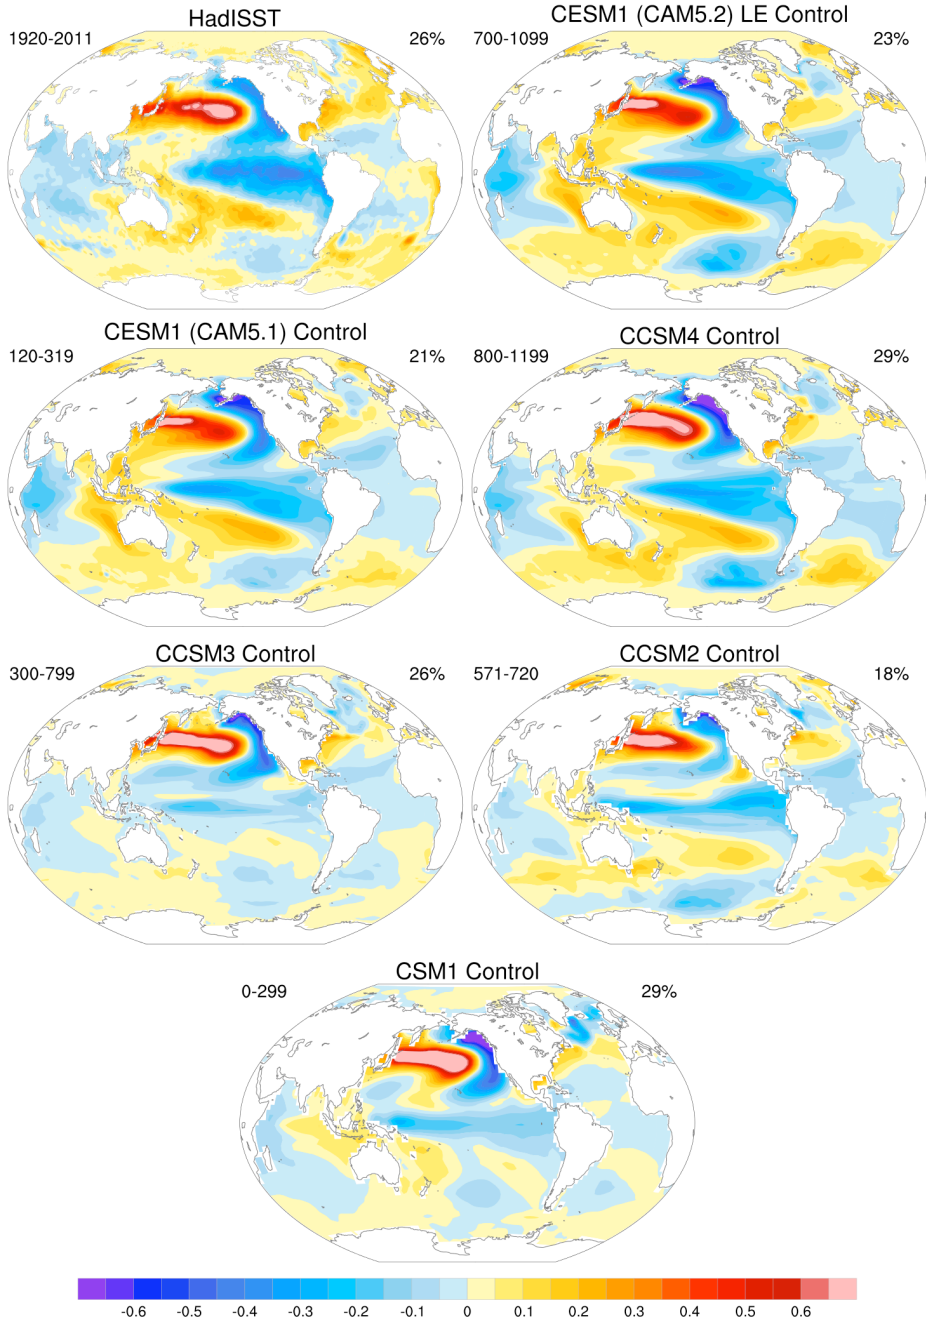 HadISST
1920-2011 26%
CESM1 (CAM5.2) LE Control
700-1099 23%
CESM1 (CAM5.1) Control
120-319 21%
CCSM4 Control
800-1199 29%
CCSM3 Control
300-799 26%
CCSM2 Control
571-720 18%
CSM1 Control
0-299 29%
-0.6 -0.5 -0.4 -0.3 -0.2 -0.1 0 0.1 0.2 0.3 0.4 0.5 0.6